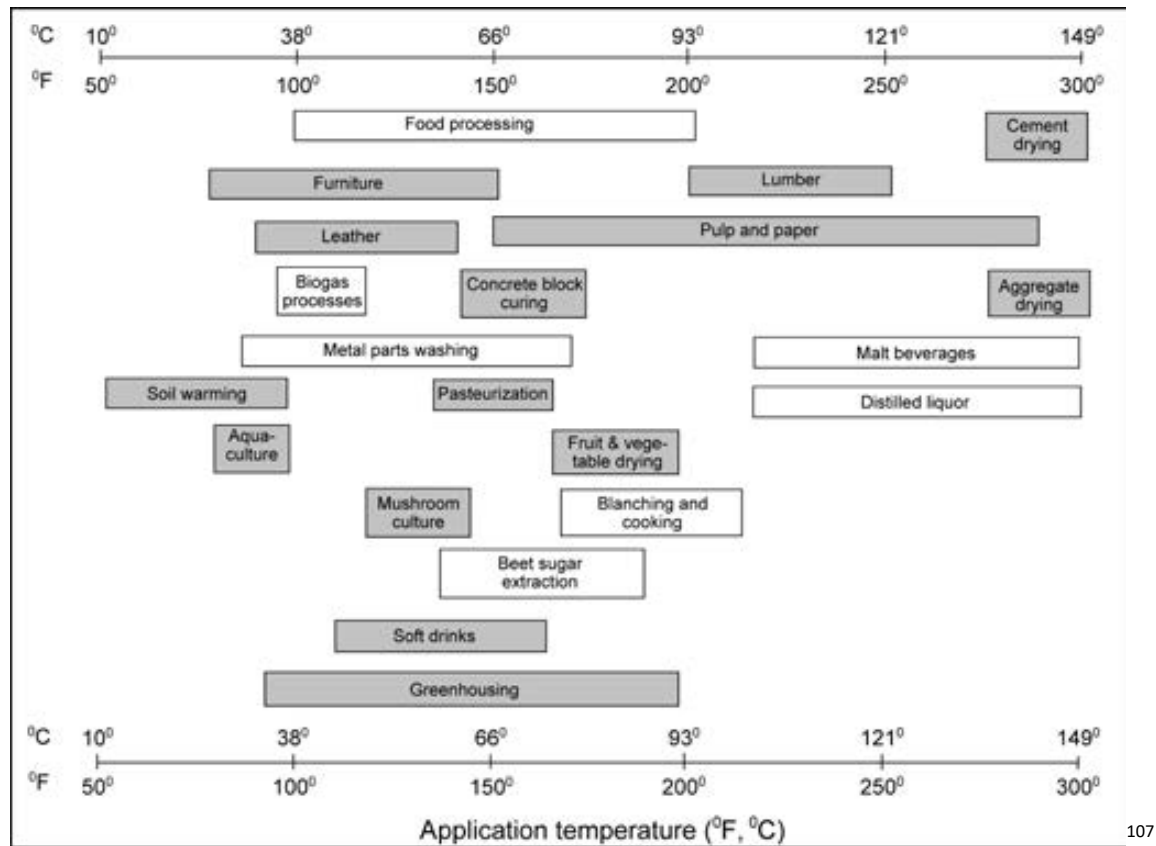 ⁰C 10⁰ 38⁰ 66⁰ 93⁰ 121⁰ 149⁰
⁰F 50⁰ 100⁰ 150⁰ 200⁰ 250⁰ 300⁰
Food processing
Cement
drying
Furniture
Lumber
Leather
Pulp and paper
Biogas
processes
Concrete block
curing
Aggregate
drying
Metal parts washing
Malt beverages
Soil warming
Pasteurization
Distilled liquor
Aqua-
culture
Fruit & vege-
table drying
Mushroom
culture
Blanching and
cooking
Beet sugar
extraction
Soft drinks
Greenhousing
⁰C 10⁰ 38⁰ 66⁰ 93⁰ 121⁰ 149⁰
⁰F 50⁰ 100⁰ 150⁰ 200⁰ 250⁰ 300⁰
Application temperature (⁰F, ⁰C)
107